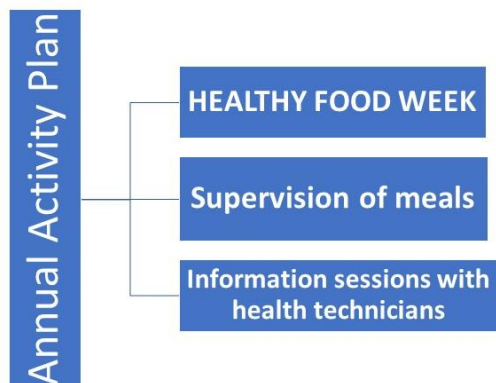 Annual Activity Plan
HEALTHY FOOD WEEK
Supervision of meals
Information sessions with
health technicians